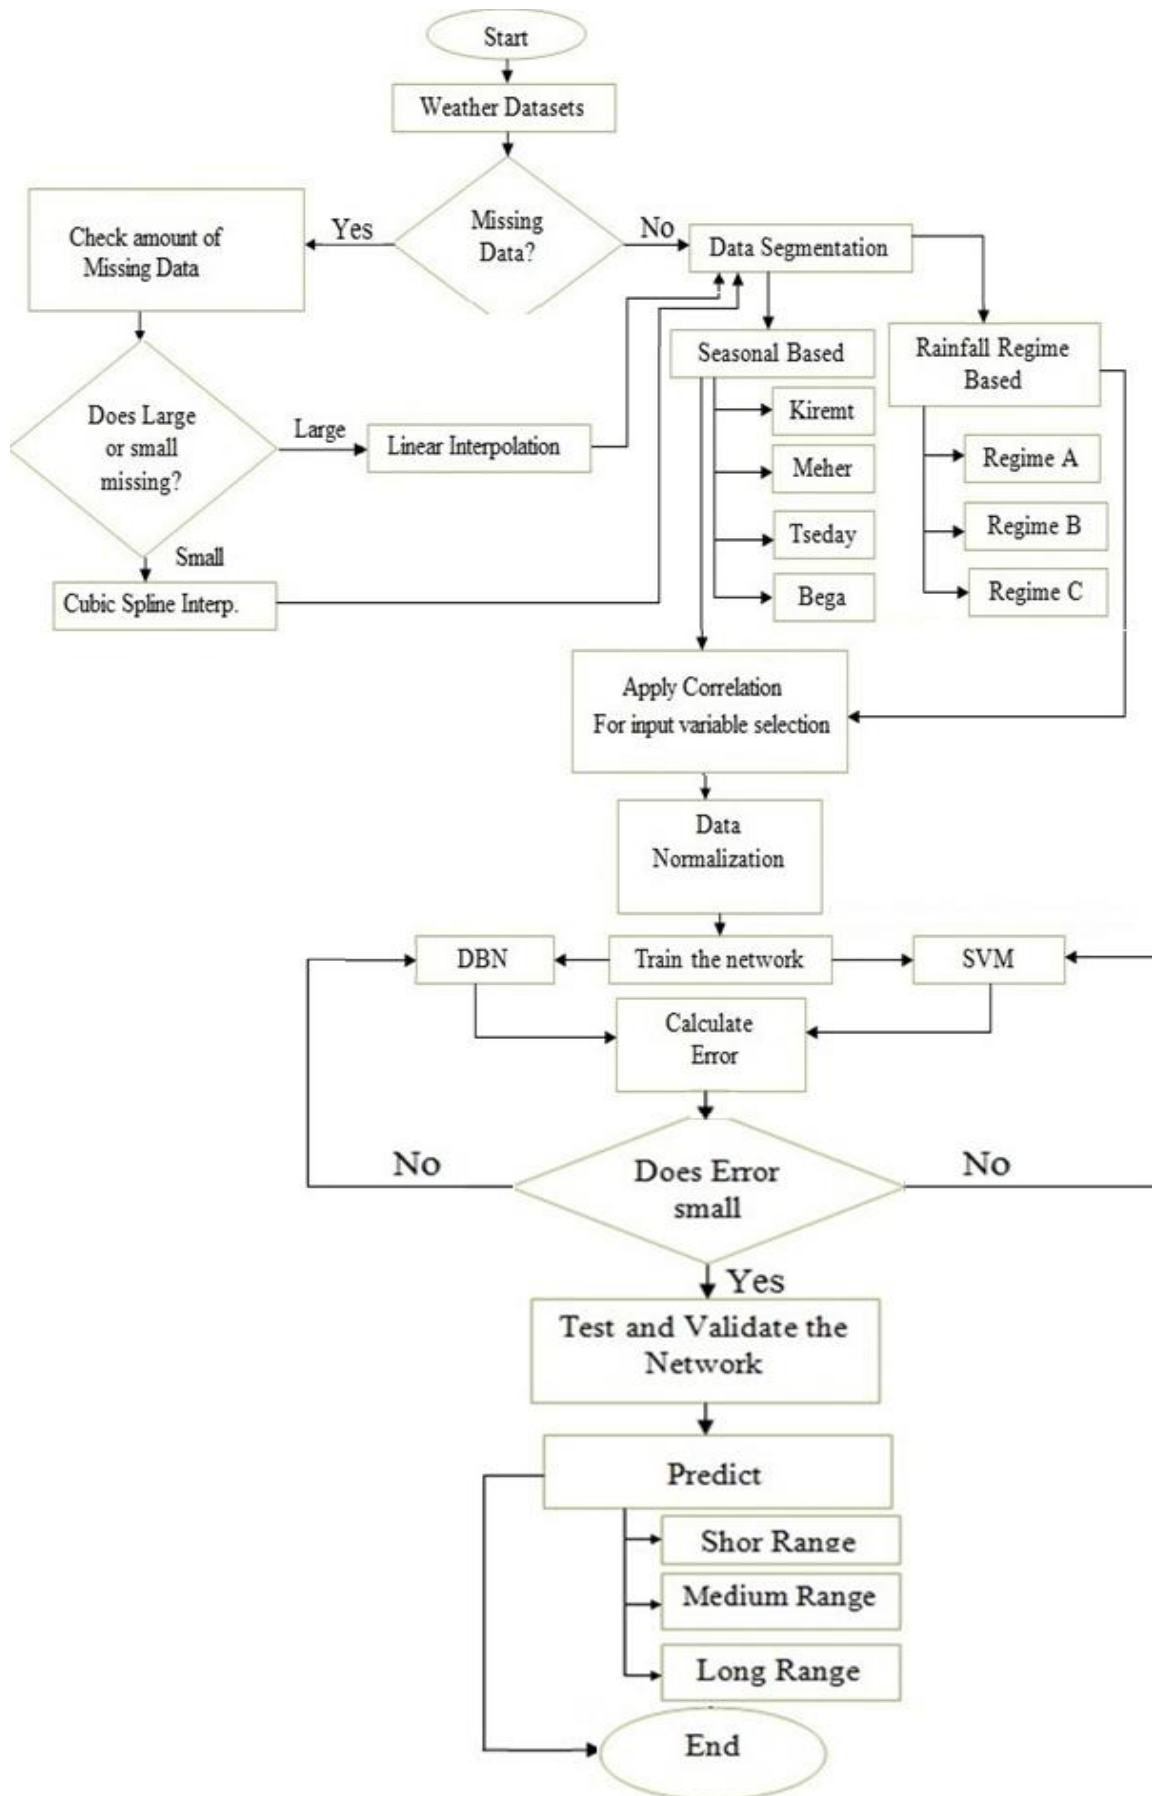 Start
Weather Datasets
Missing
Data?
Yes
No
Check amount of
Missing Data
Data Segmentation
Does Large
or small
missing?
Large
Linear Interpolation
Small
Cubic Spline Interp.
Seasonal Based
Kiremt
Meher
Tseday
Bega
Rainfall Regime
Based
Regime A
Regime B
Regime C
Apply Correlation
For input variable selection
Data
Normalization
DBN
Train the network
SVM
Calculate
Error
No
Does Error
small
No
Yes
Test and Validate the
Network
Predict
Shor Range
Medium Range
Long Range
End